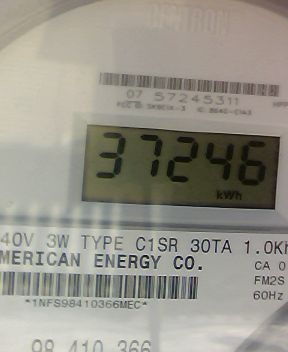 07 57245311
37246
kWh
40V 3W TYPE C1SR 30TA 1.0Kh
MERICAN ENERGY CO.
CA 0
FM2S
60Hz
*1NFS98410366MEC*
98 410 366